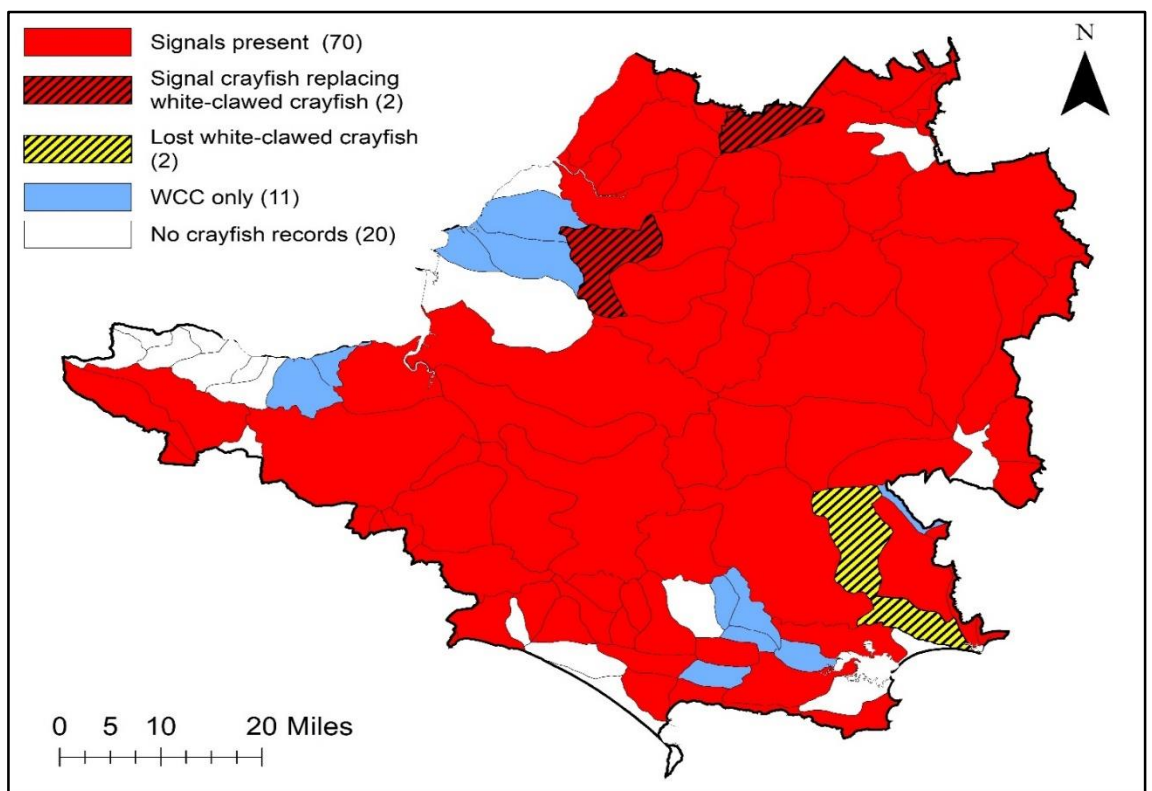 Signals present (70)
Signal crayfish replacing
white-clawed crayfish (2)
Lost white-clawed crayfish
(2)
WCC only (11)
No crayfish records (20)
N
0 5 10 20 Miles